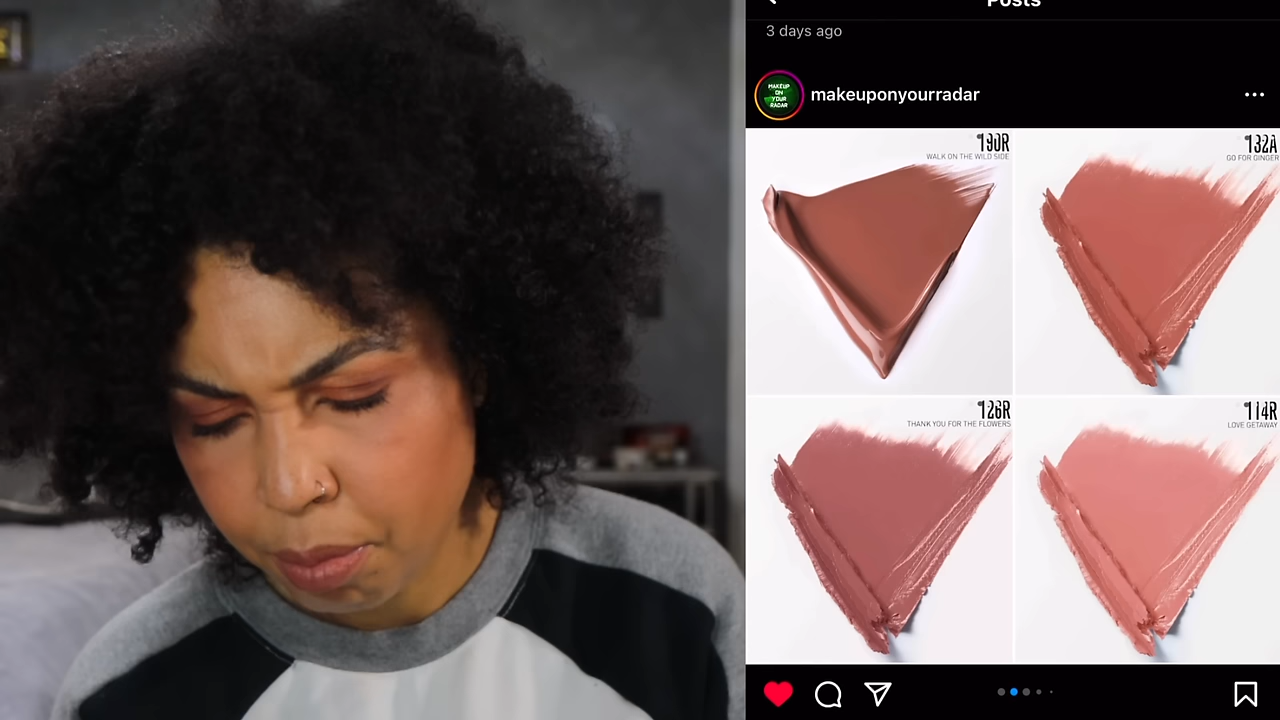 Posts
3 days ago
MAKEUP
ON
YOUR
RADAR
makeuponyourradar
190R
WALK ON THE WILD SIDE
132A
GO FOR GINGER
126R
THANK YOU FOR THE FLOWERS
114R
LOVE GETAWAY